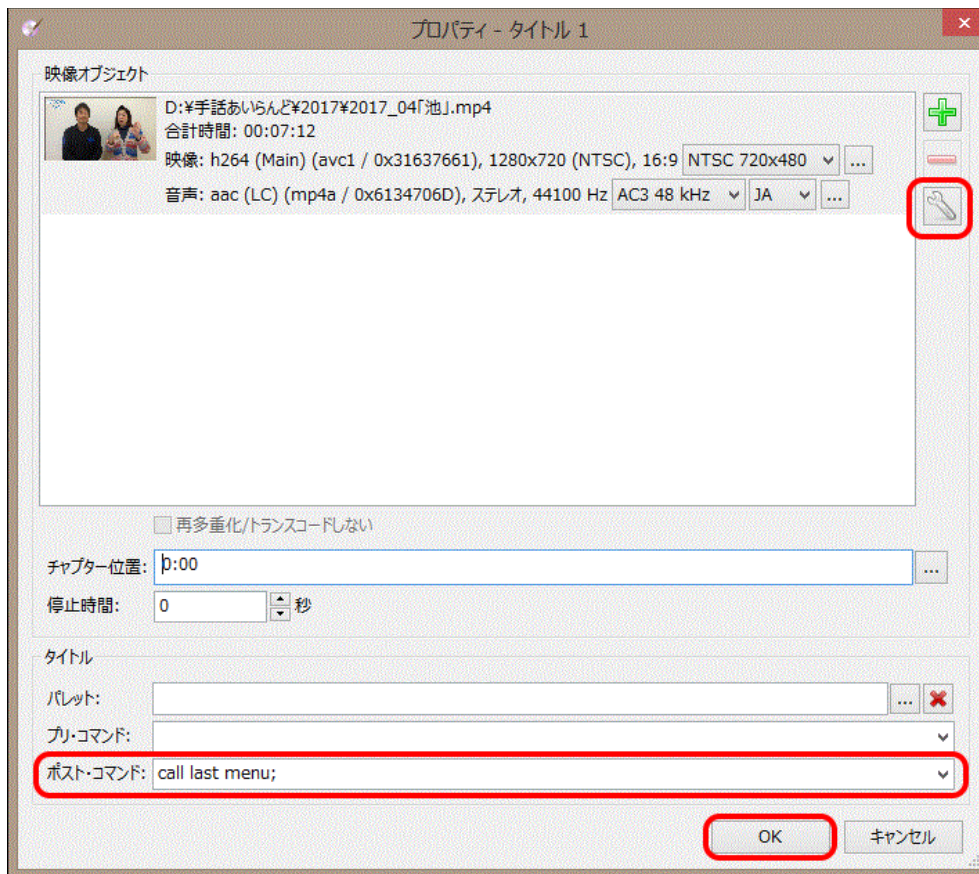 プロパティ - タイトル 1
映像オブジェクト
D:¥手話あいらんど¥2017¥2017_04「池」.mp4
合計時間: 00:07:12
映像: h264 (Main) (avc1 / 0x31637661), 1280x720 (NTSC), 16:9 NTSC 720x480 ...
音声: aac (LC) (mp4a / 0x6134706D), ステレオ, 44100 Hz AC3 48 kHz JA ...
再多重化/トランスコードしない
チャプター位置: 0:00 ...
停止時間: 0 秒
タイトル
パレット: ...
プリ・コマンド:
ポスト・コマンド: call last menu;
OK キャンセル